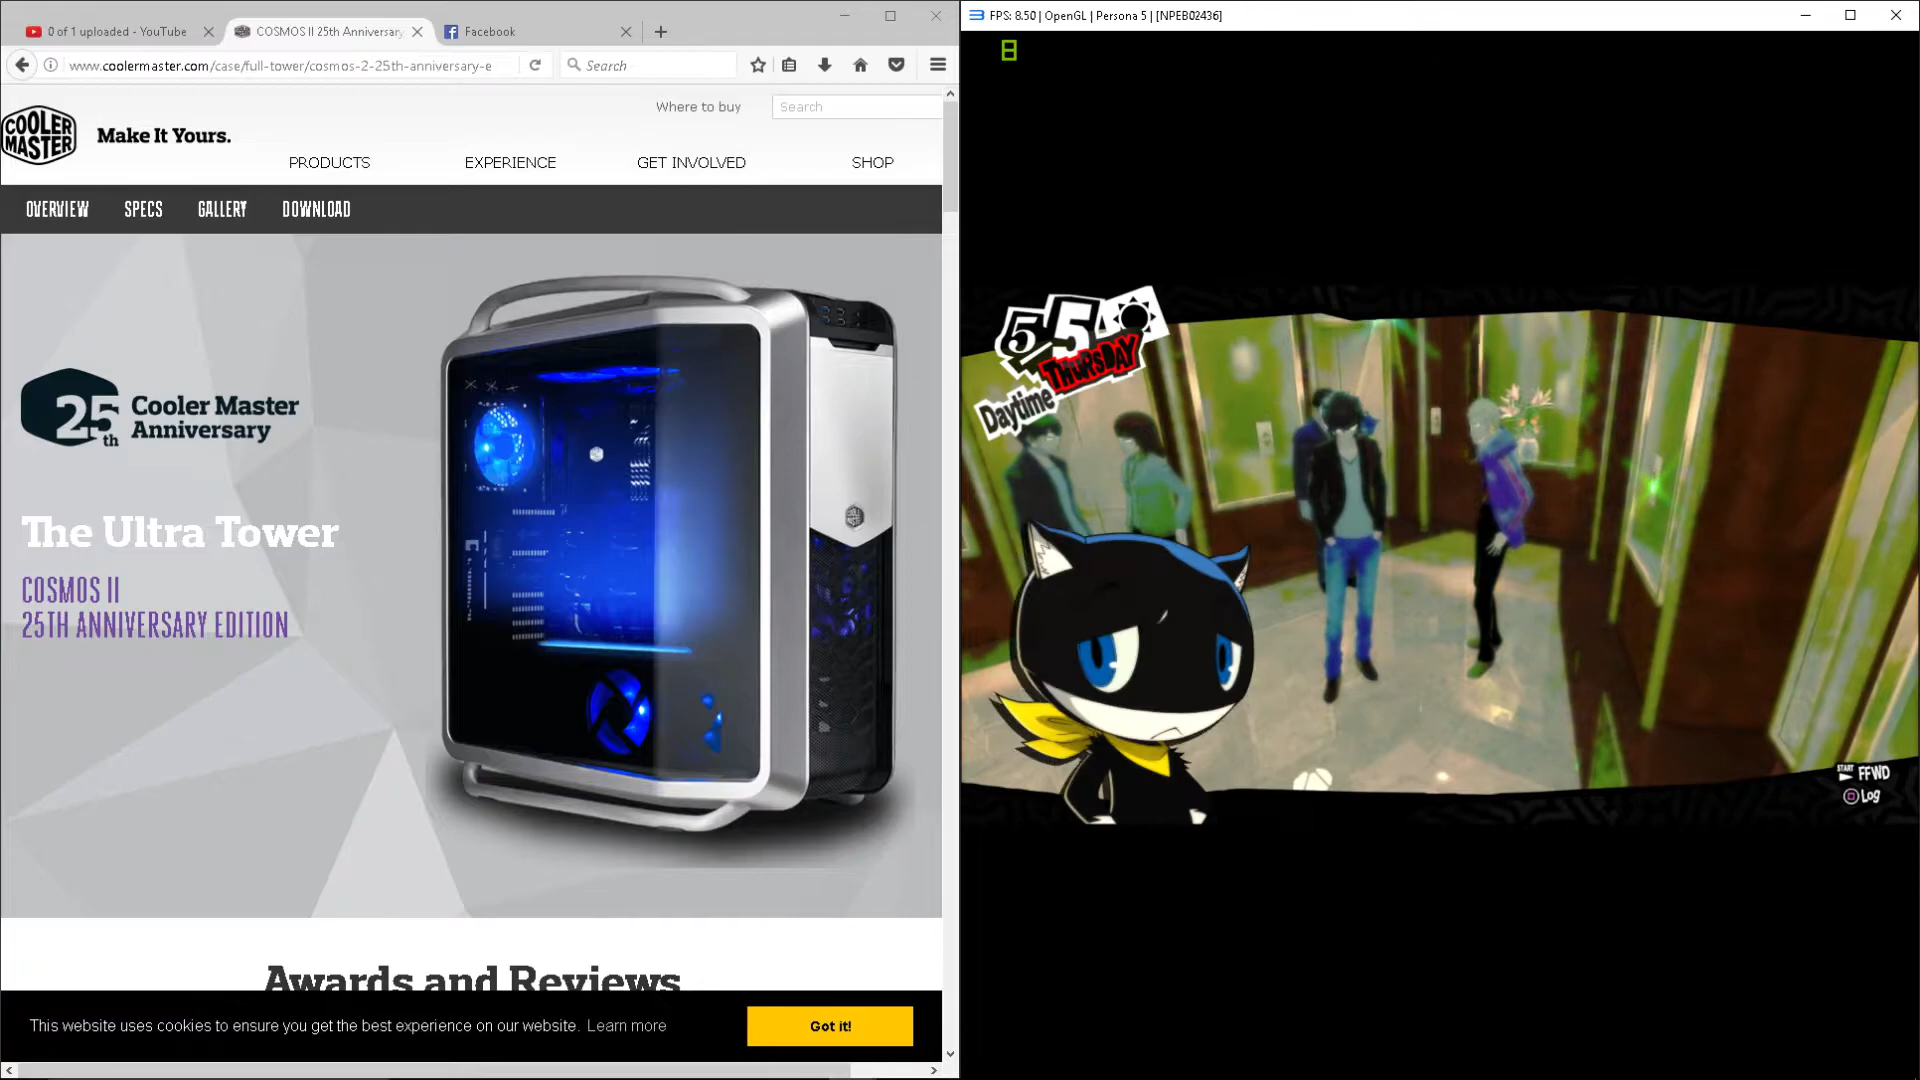 0 of 1 uploaded - YouTube
COSMOS II 25th Anniversary
Facebook
www.coolermaster.com/case/full-tower/cosmos-2-25th-anniversary-e
Search
Where to buy
Search
COOLER MASTER
Make It Yours.
PRODUCTS
EXPERIENCE
GET INVOLVED
SHOP
OVERVIEW
SPECS
GALLERY
DOWNLOAD
25th
Cooler Master
Anniversary
The Ultra Tower
COSMOS II
25TH ANNIVERSARY EDITION
Awards and Reviews
This website uses cookies to ensure you get the best experience on our website. Learn more
Got it!
FPS: 8.50 | OpenGL | Persona 5 | [NPEB02436]
8
5/5
THURSDAY
Daytime
START FFWD
Log